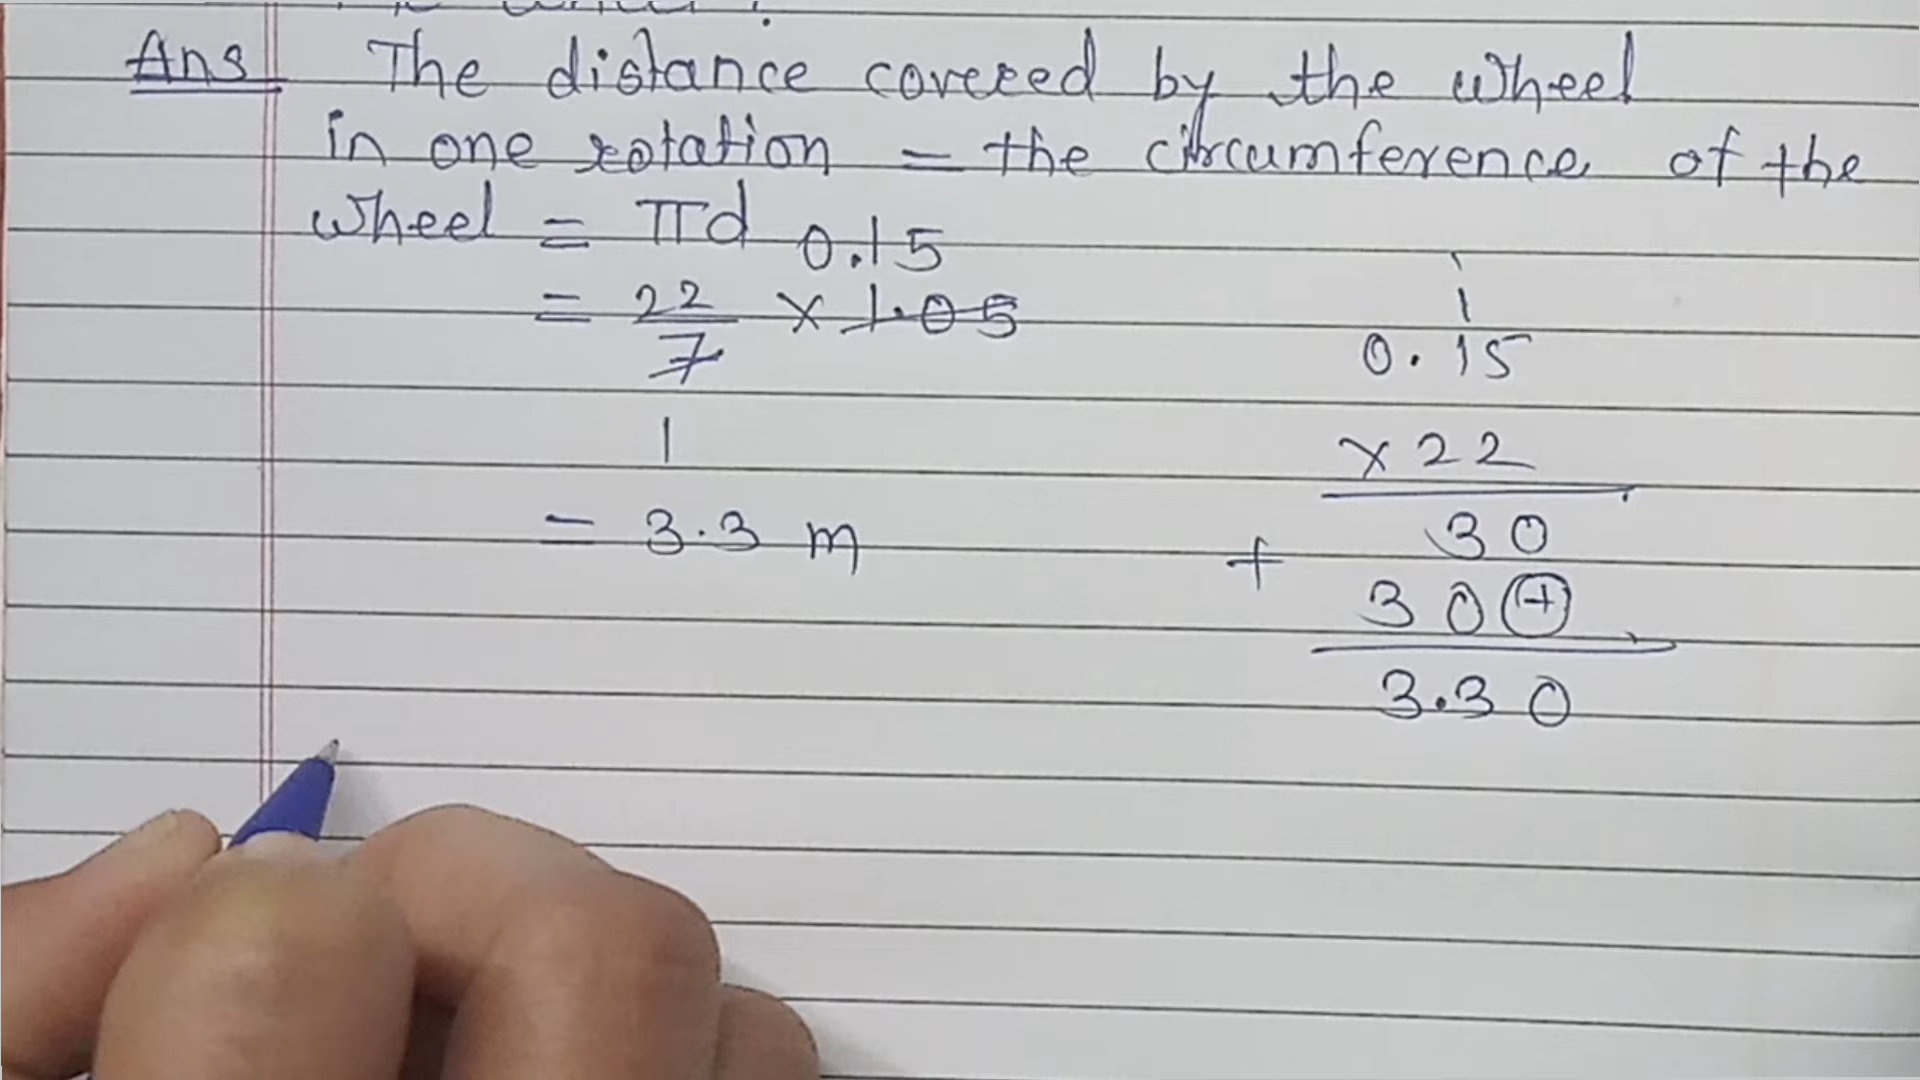 Ans The distance covered by the wheel
in one rotation = the circumference of the
wheel = πd
0.15
= 22/7 × 1.05
1
= 3.3 m
1
0.15
×22
30
+ 30+
3.30